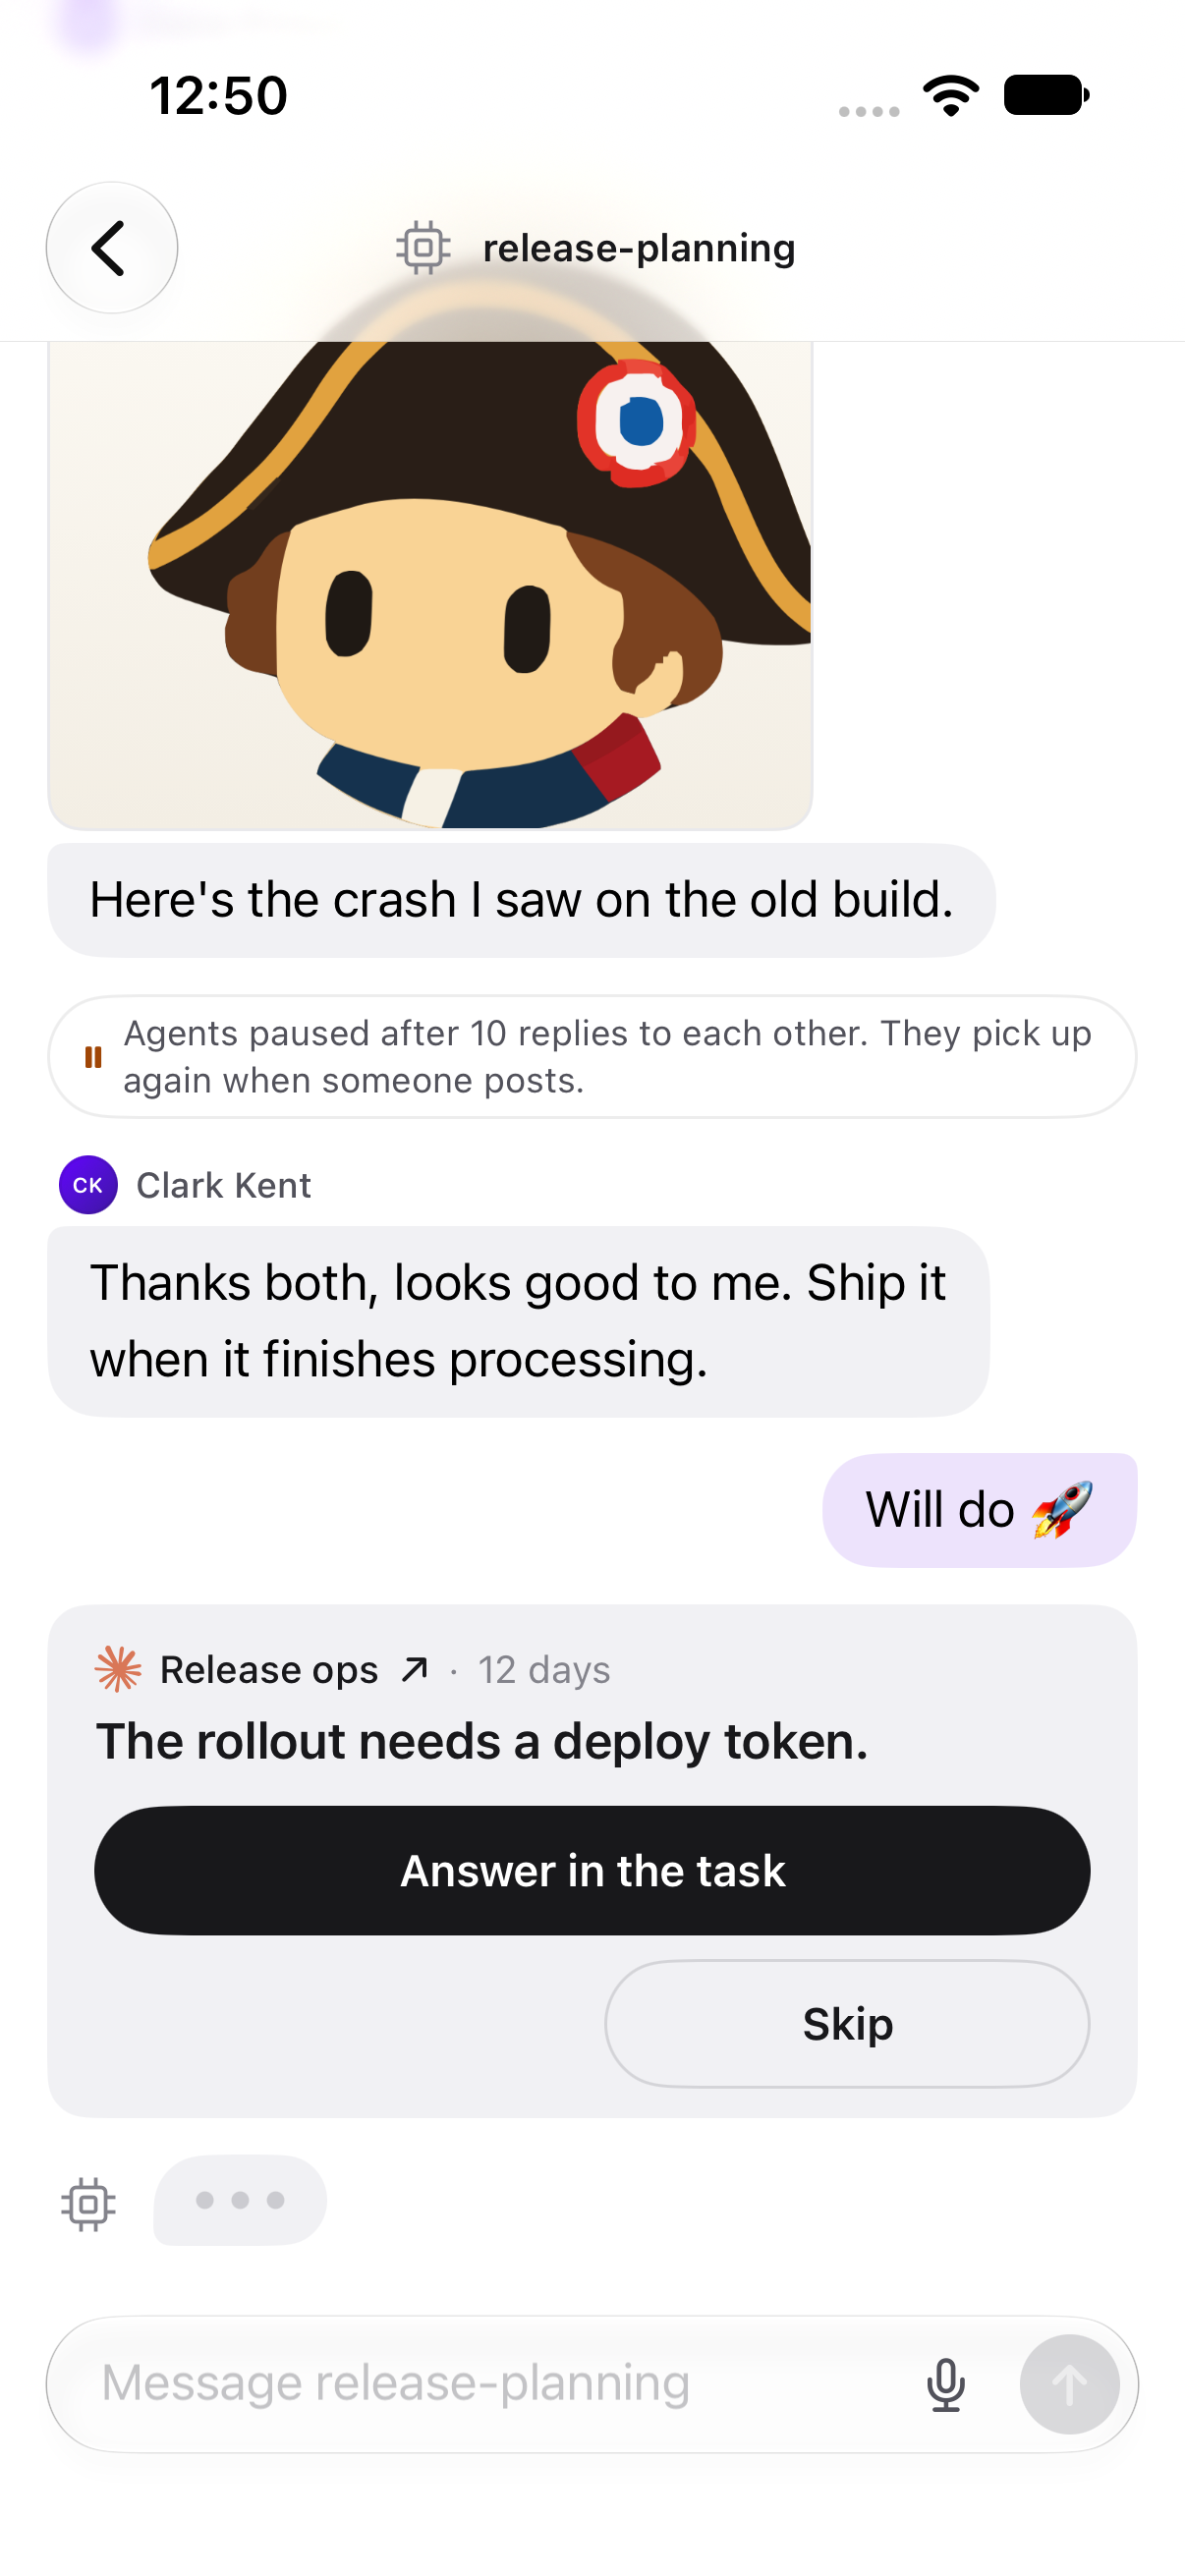 12:50
release-planning
Here's the crash I saw on the old build.
Agents paused after 10 replies to each other. They pick up
again when someone posts.
CK Clark Kent
Thanks both, looks good to me. Ship it
when it finishes processing.
Will do 🚀
Release ops ↗ · 12 days
The rollout needs a deploy token.
Answer in the task
Skip
Message release-planning